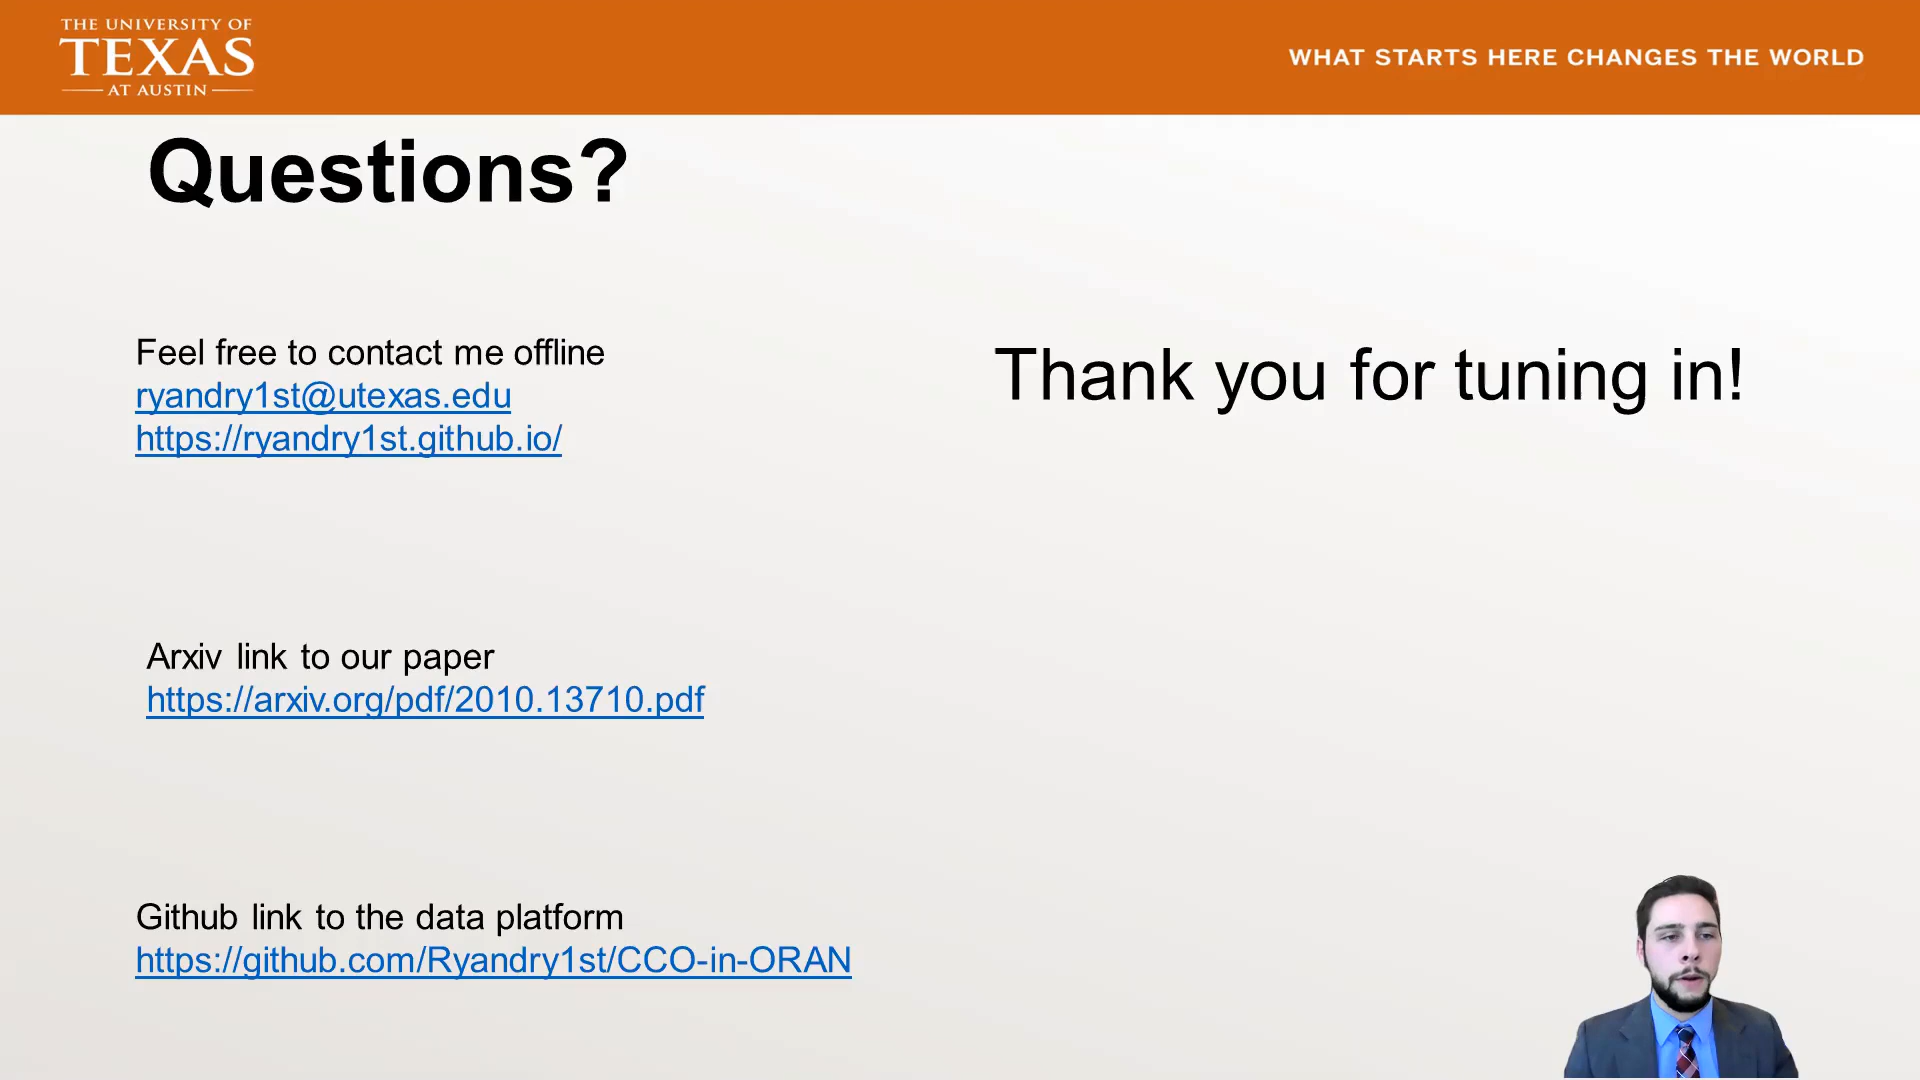 THE UNIVERSITY OF
TEXAS
AT AUSTIN
WHAT STARTS HERE CHANGES THE WORLD
Questions?
Feel free to contact me offline
ryandry1st@utexas.edu
https://ryandry1st.github.io/
Thank you for tuning in!
Arxiv link to our paper
https://arxiv.org/pdf/2010.13710.pdf
Github link to the data platform
https://github.com/Ryandry1st/CCO-in-ORAN